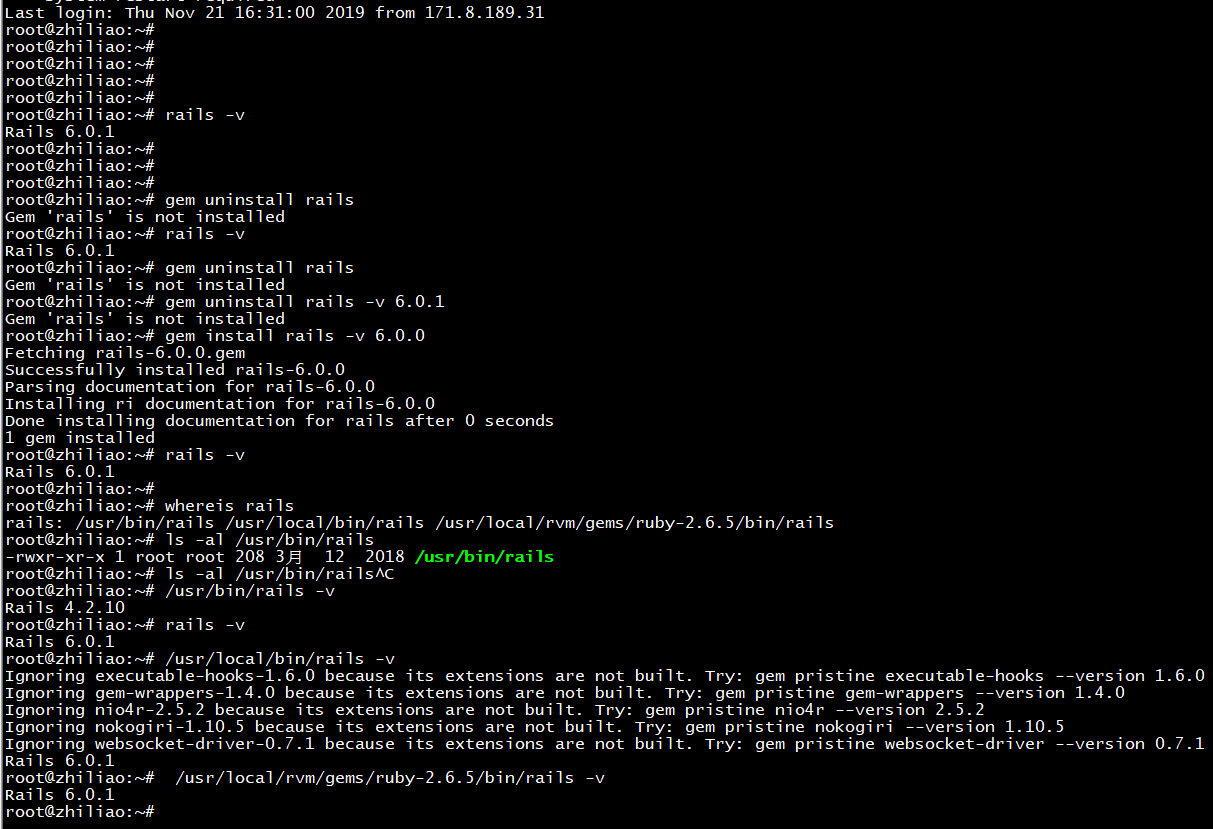 Last login: Thu Nov 21 16:31:00 2019 from 171.8.189.31
root@zhiliao:~#
root@zhiliao:~#
root@zhiliao:~#
root@zhiliao:~#
root@zhiliao:~#
root@zhiliao:~# rails -v
Rails 6.0.1
root@zhiliao:~#
root@zhiliao:~#
root@zhiliao:~#
root@zhiliao:~# gem uninstall rails
Gem 'rails' is not installed
root@zhiliao:~# rails -v
Rails 6.0.1
root@zhiliao:~# gem uninstall rails
Gem 'rails' is not installed
root@zhiliao:~# gem uninstall rails -v 6.0.1
Gem 'rails' is not installed
root@zhiliao:~# gem install rails -v 6.0.0
Fetching rails-6.0.0.gem
Successfully installed rails-6.0.0
Parsing documentation for rails-6.0.0
Installing ri documentation for rails-6.0.0
Done installing documentation for rails after 0 seconds
1 gem installed
root@zhiliao:~# rails -v
Rails 6.0.1
root@zhiliao:~#
root@zhiliao:~# whereis rails
rails: /usr/bin/rails /usr/local/bin/rails /usr/local/rvm/gems/ruby-2.6.5/bin/rails
root@zhiliao:~# ls -al /usr/bin/rails
-rwxr-xr-x 1 root root 208 3月  12  2018 /usr/bin/rails
root@zhiliao:~# ls -al /usr/bin/rails^C
root@zhiliao:~# /usr/bin/rails -v
Rails 4.2.10
root@zhiliao:~# rails -v
Rails 6.0.1
root@zhiliao:~# /usr/local/bin/rails -v
Ignoring executable-hooks-1.6.0 because its extensions are not built. Try: gem pristine executable-hooks --version 1.6.0
Ignoring gem-wrappers-1.4.0 because its extensions are not built. Try: gem pristine gem-wrappers --version 1.4.0
Ignoring nio4r-2.5.2 because its extensions are not built. Try: gem pristine nio4r --version 2.5.2
Ignoring nokogiri-1.10.5 because its extensions are not built. Try: gem pristine nokogiri --version 1.10.5
Ignoring websocket-driver-0.7.1 because its extensions are not built. Try: gem pristine websocket-driver --version 0.7.1
Rails 6.0.1
root@zhiliao:~#  /usr/local/rvm/gems/ruby-2.6.5/bin/rails -v
Rails 6.0.1
root@zhiliao:~#